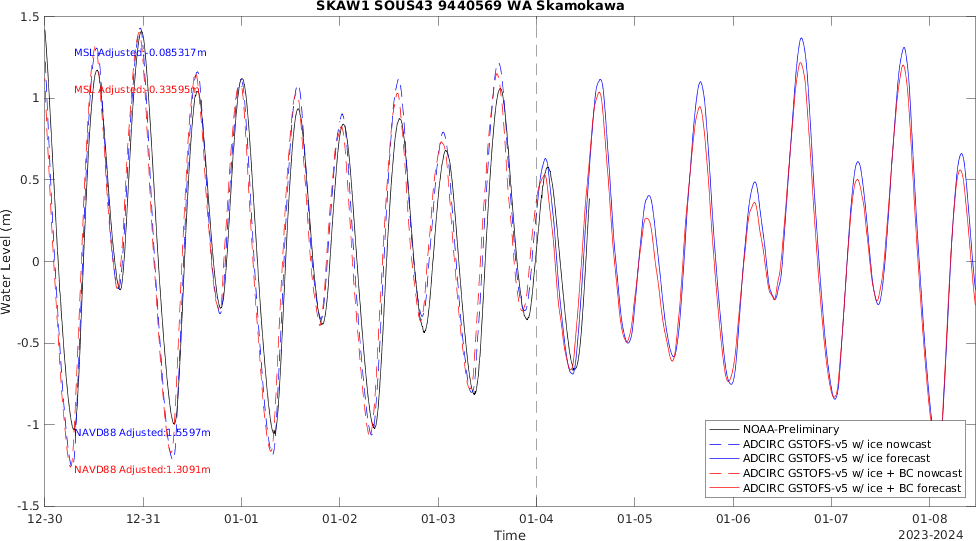 SKAW1 SOUS43 9440569 WA Skamokawa
Water Level (m)
1.5
1
0.5
0
-0.5
-1
-1.5
MSL Adjusted:-0.085317m
MSL Adjusted:-0.33595m
NAVD88 Adjusted:1.5597m
NAVD88 Adjusted:1.3091m
NOAA-Preliminary
ADCIRC GSTOFS-v5 w/ ice nowcast
ADCIRC GSTOFS-v5 w/ ice forecast
ADCIRC GSTOFS-v5 w/ ice + BC nowcast
ADCIRC GSTOFS-v5 w/ ice + BC forecast
12-30 12-31 01-01 01-02 01-03 01-04 01-05 01-06 01-07 01-08
Time
2023-2024